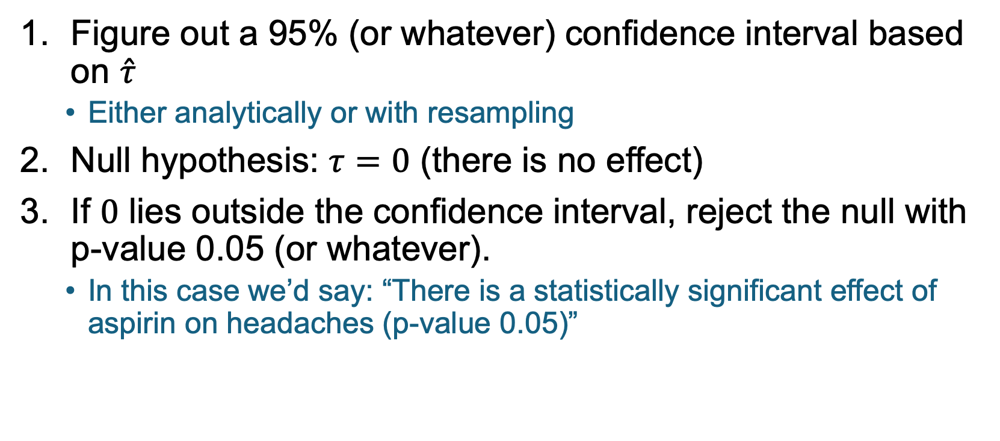 1. Figure out a 95% (or whatever) confidence interval based
on τ̂
• Either analytically or with resampling
2. Null hypothesis: τ = 0 (there is no effect)
3. If 0 lies outside the confidence interval, reject the null with
p-value 0.05 (or whatever).
• In this case we’d say: “There is a statistically significant effect of
aspirin on headaches (p-value 0.05)”